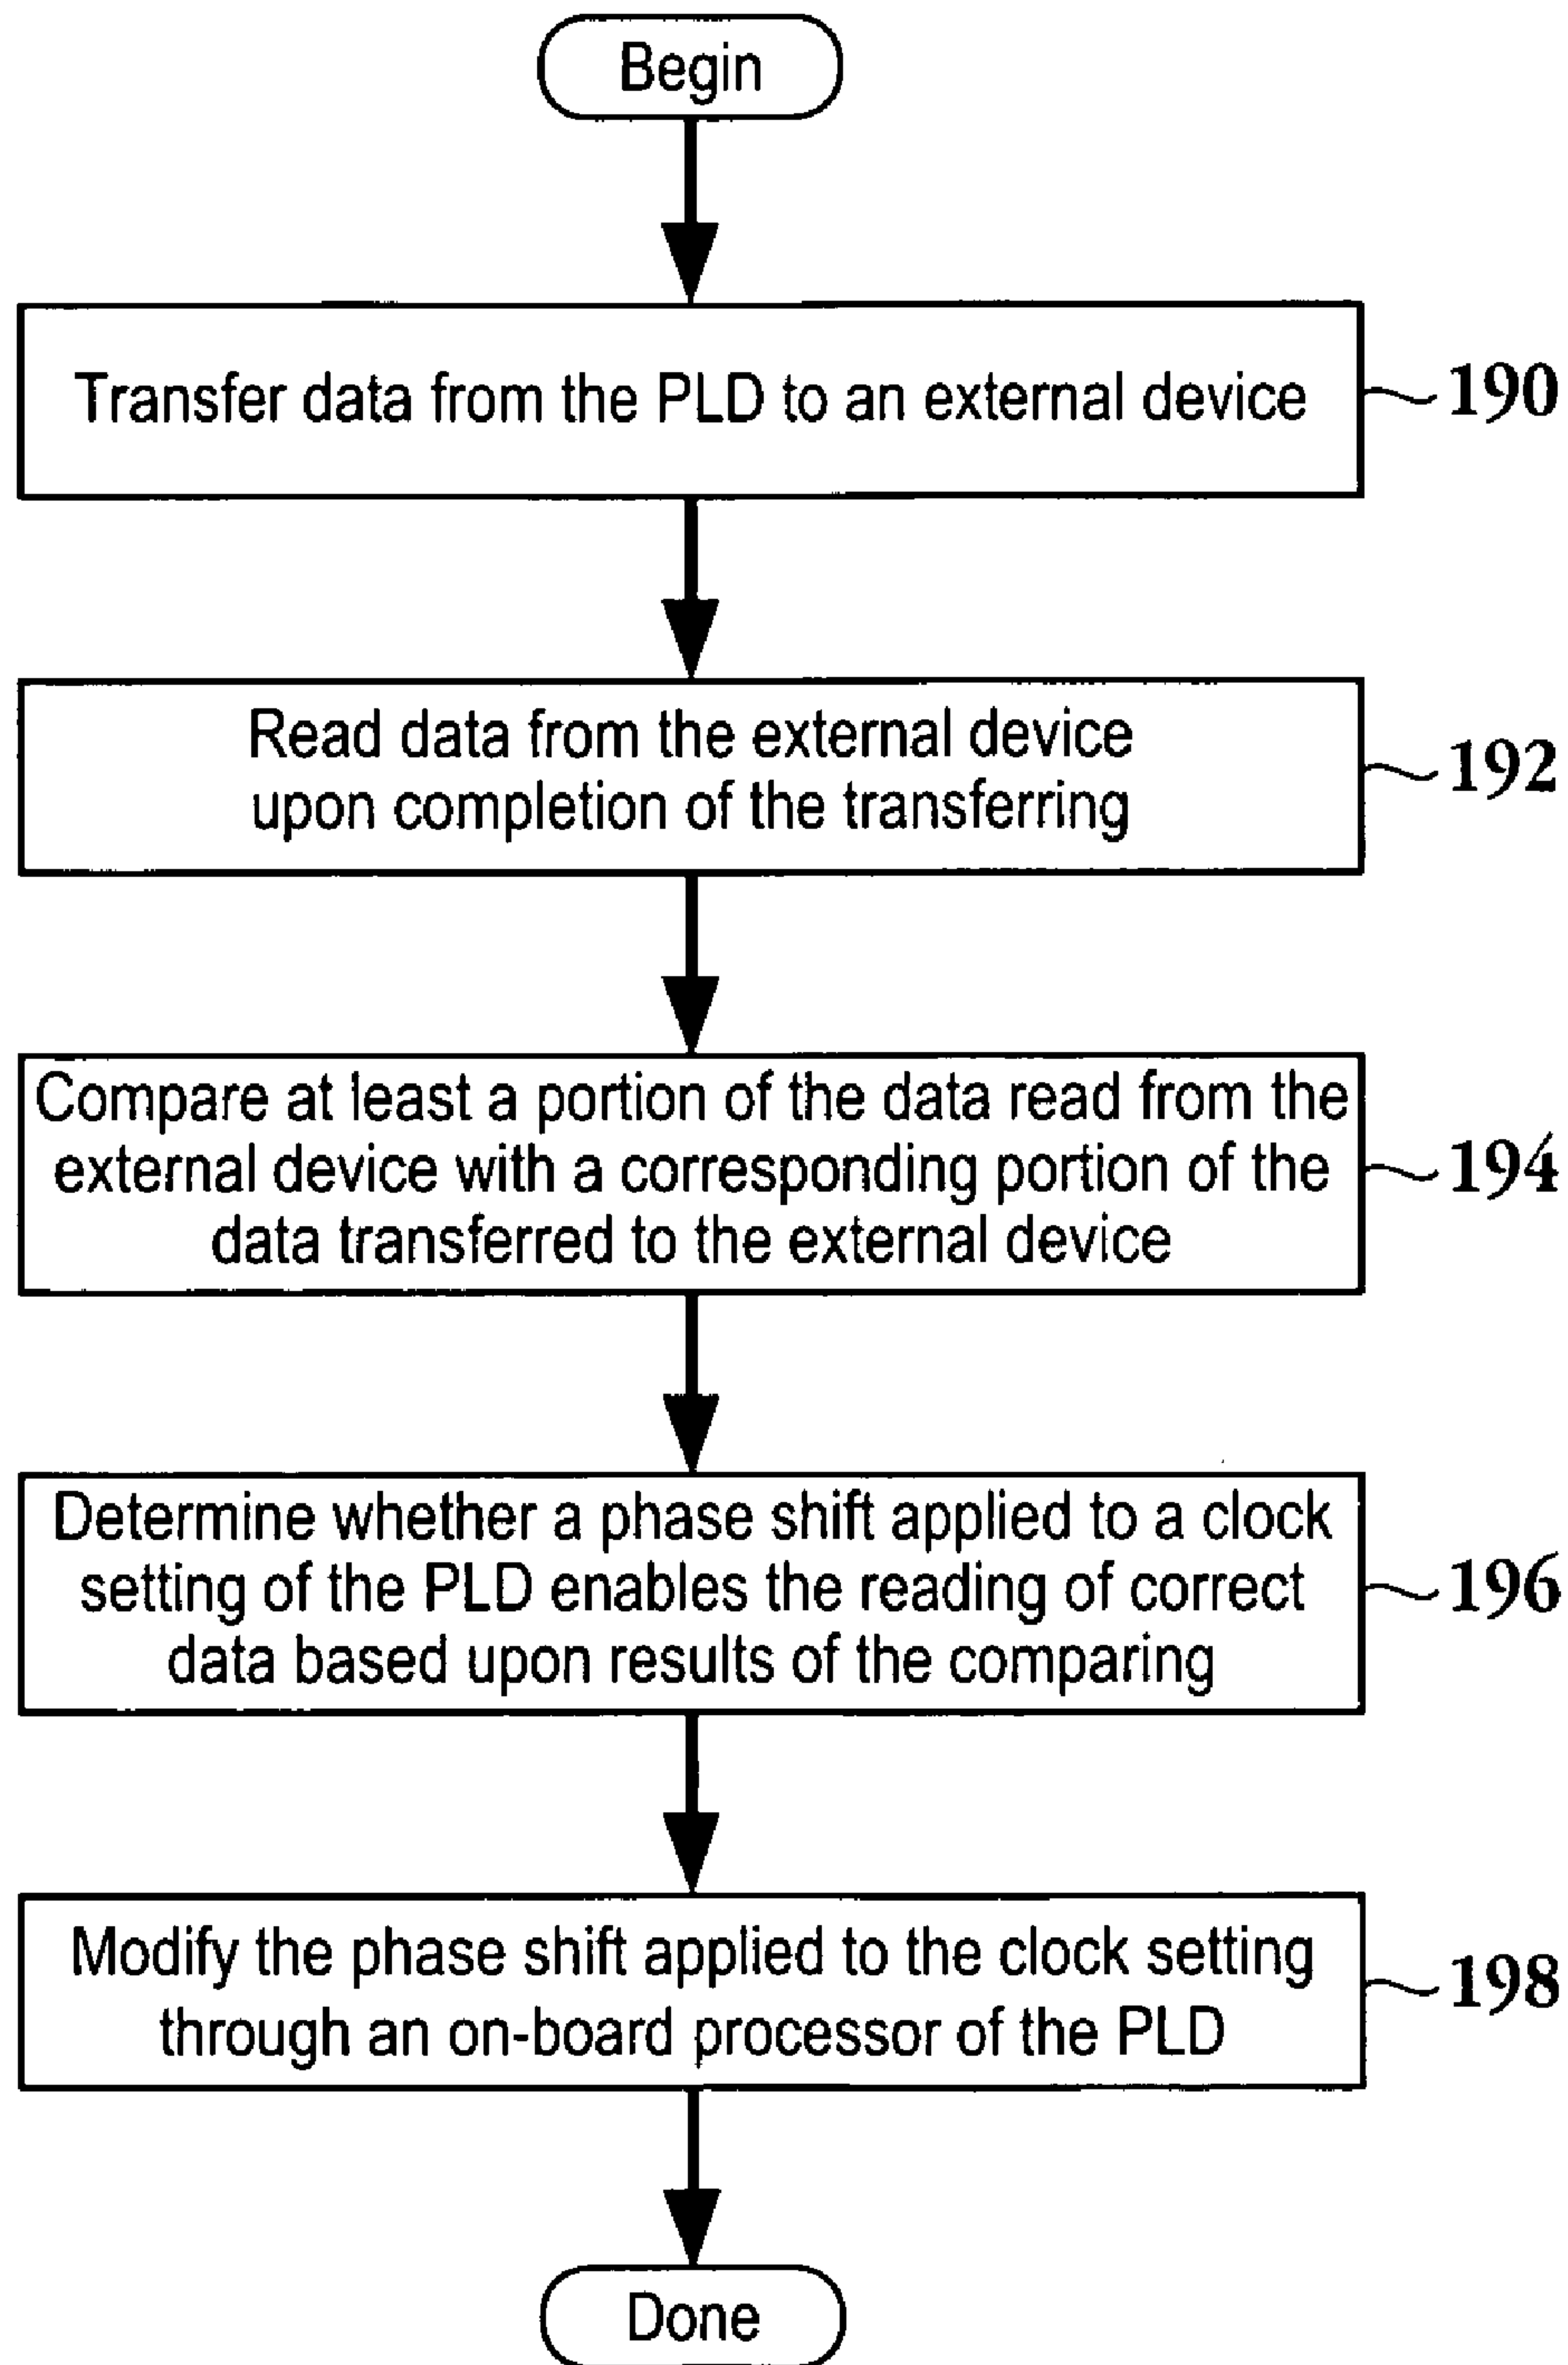 Begin
Transfer data from the PLD to an external device
190
Read data from the external device
upon completion of the transferring
192
Compare at least a portion of the data read from the
external device with a corresponding portion of the
data transferred to the external device
194
Determine whether a phase shift applied to a clock
setting of the PLD enables the reading of correct
data based upon results of the comparing
196
Modify the phase shift applied to the clock setting
through an on-board processor of the PLD
198
Done